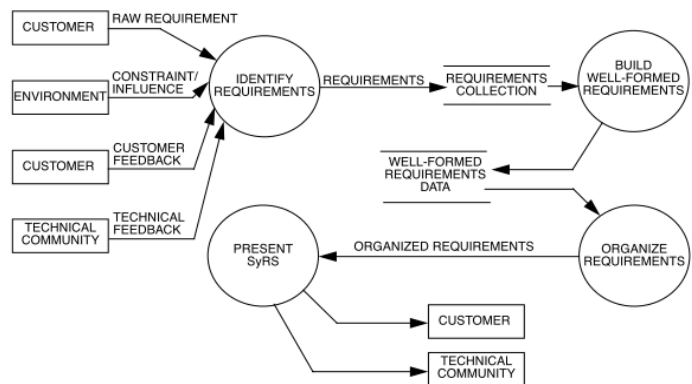 CUSTOMER
RAW REQUIREMENT
ENVIRONMENT
CONSTRAINT/
INFLUENCE
CUSTOMER
CUSTOMER
FEEDBACK
TECHNICAL
COMMUNITY
TECHNICAL
FEEDBACK
IDENTIFY
REQUIREMENTS
REQUIREMENTS
REQUIREMENTS
COLLECTION
BUILD
WELL-FORMED
REQUIREMENTS
WELL-FORMED
REQUIREMENTS
DATA
ORGANIZE
REQUIREMENTS
ORGANIZED REQUIREMENTS
PRESENT
SyRS
CUSTOMER
TECHNICAL
COMMUNITY